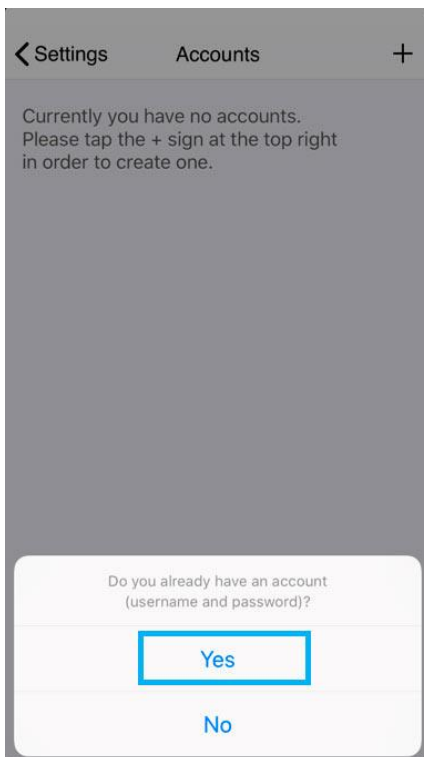 Settings Accounts +
Currently you have no accounts.
Please tap the + sign at the top right
in order to create one.
Do you already have an account
(username and password)?
Yes
No